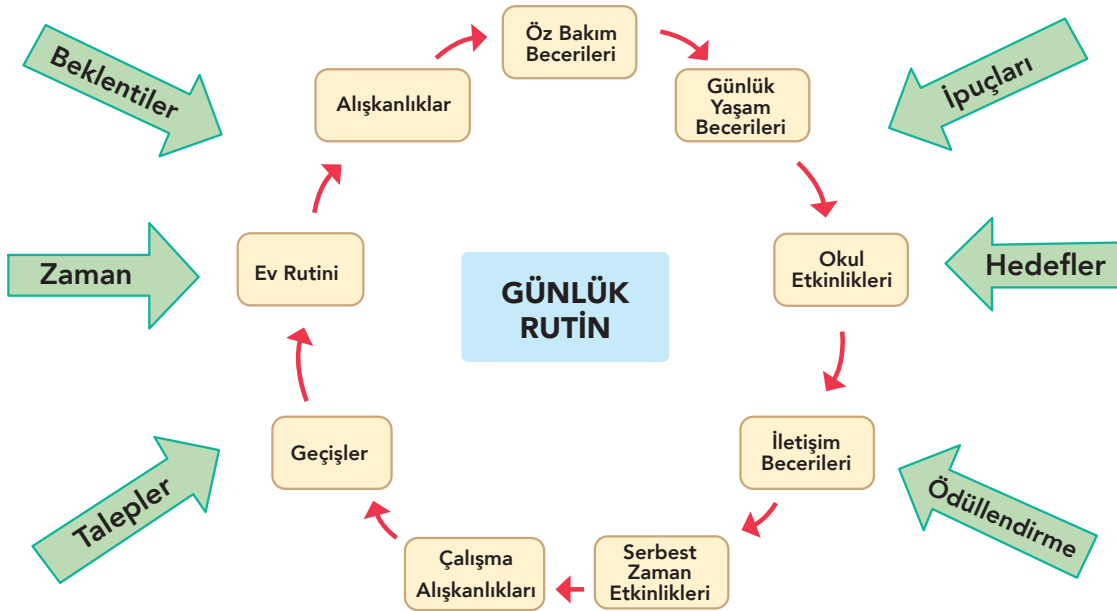 Öz Bakım
Becerileri
Beklentiler
İpuçları
Alışkanlıklar
Günlük
Yaşam
Becerileri
Zaman
Ev Rutini
GÜNLÜK
RUTİN
Okul
Etkinlikleri
Hedefler
Geçişler
İletişim
Becerileri
Talepler
Ödüllendirme
Çalışma
Alışkanlıkları
Serbest
Zaman
Etkinlikleri